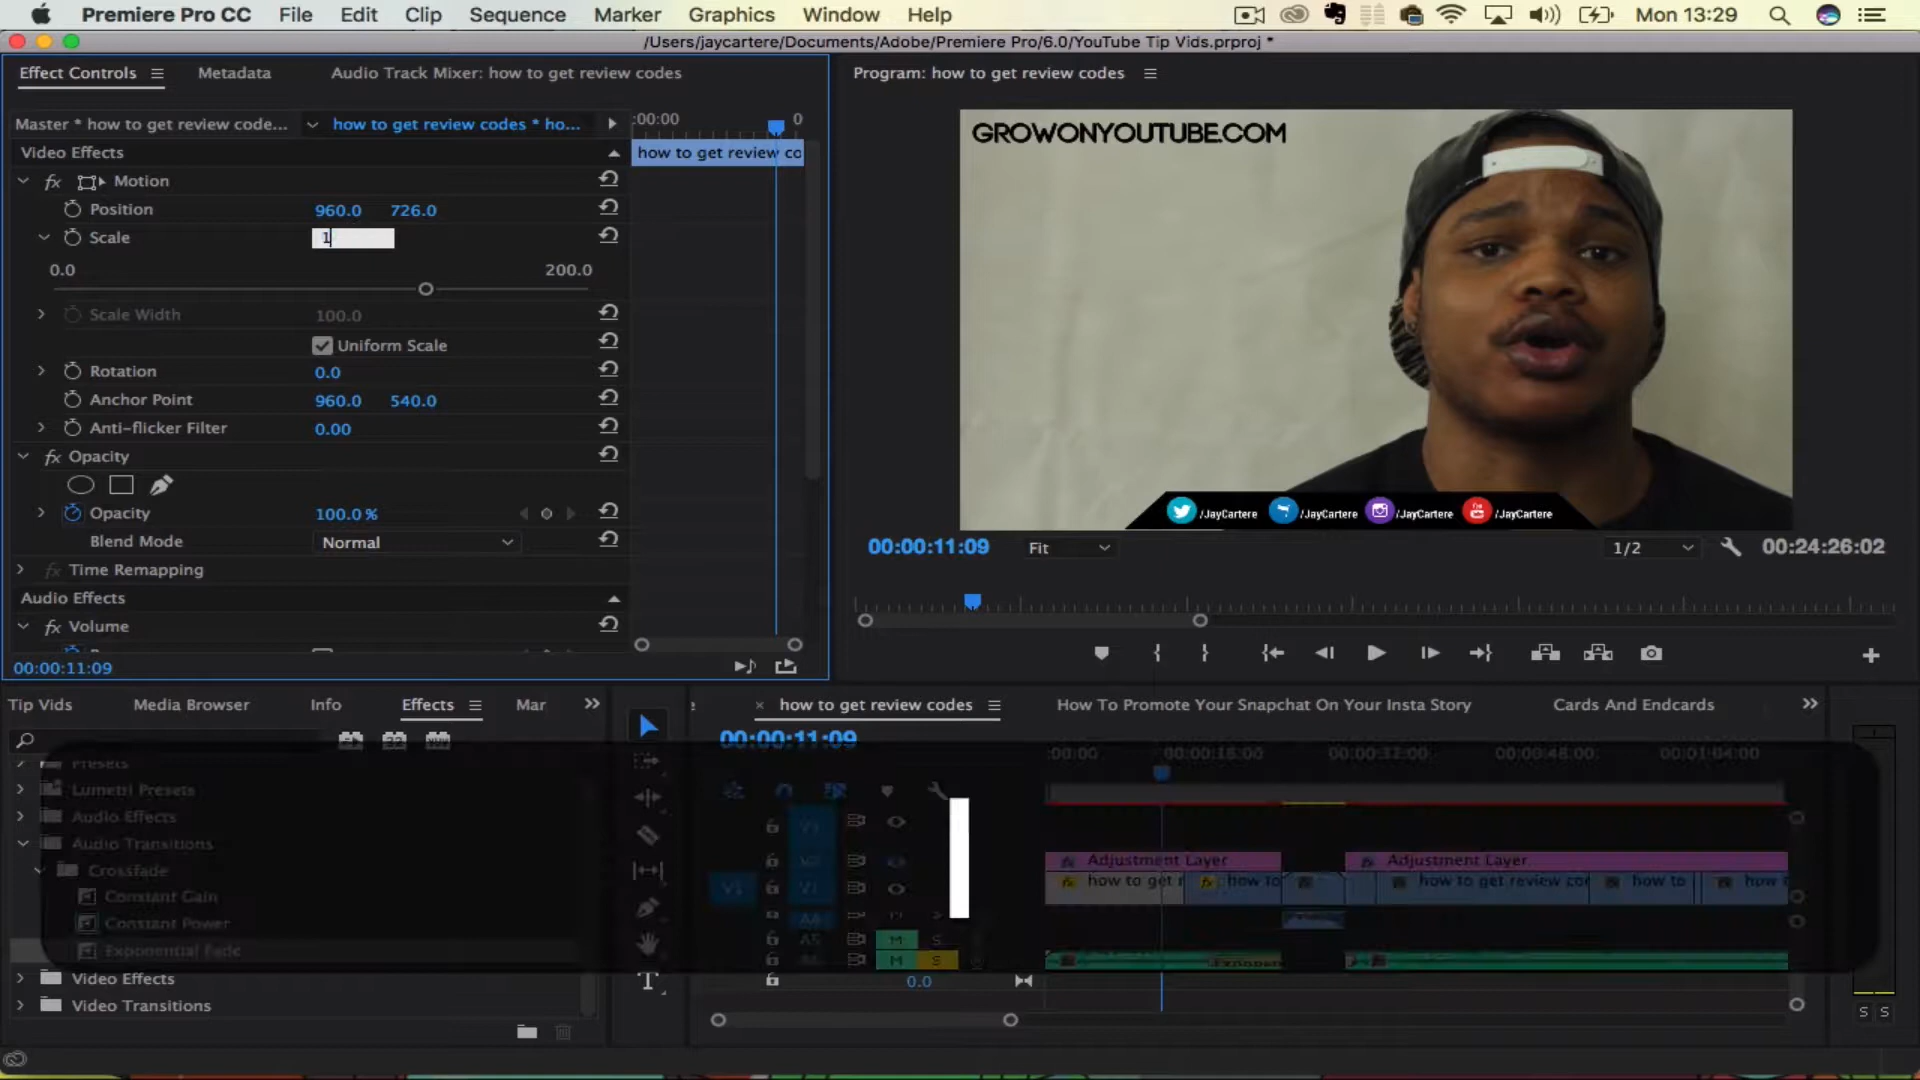 Premiere Pro CC File Edit Clip Sequence Marker Graphics Window Help Mon 13:29
/Users/jaycartere/Documents/Adobe/Premiere Pro/6.0/YouTube Tip Vids.prproj *
Effect Controls Metadata Audio Track Mixer: how to get review codes Program: how to get review codes
Master * how to get review code... how to get review codes * ho... :00:00 0
Video Effects how to get review co
GROWONYOUTUBE.COM
fx Motion
Position 960.0 726.0
Scale 1
0.0 200.0
Scale Width 100.0
Uniform Scale
Rotation 0.0
Anchor Point 960.0 540.0
Anti-flicker Filter 0.00
fx Opacity
Opacity 100.0 %
/JayCartere /JayCartere /JayCartere /JayCartere
Blend Mode Normal
00:00:11:09 Fit 1/2 00:24:26:02
fx Time Remapping
Audio Effects
fx Volume
00:00:11:09
Tip Vids Media Browser Info Effects Mar
how to get review codes How To Promote Your Snapchat On Your Insta Story Cards And Endcards
00:00:11:09
:00:00 00:00:16:00 00:00:32:00 00:00:48:00 00:01:04:00
Presets
Lumetri Presets
Audio Effects
Audio Transitions
Crossfade
Constant Gain
Constant Power
Exponential Fade
Video Effects
Video Transitions
V1 V1
Adjustment Layer Adjustment Layer
how to get r how to how to get review cor how to how
A4
A5 M S
M S
0.0
T
S S